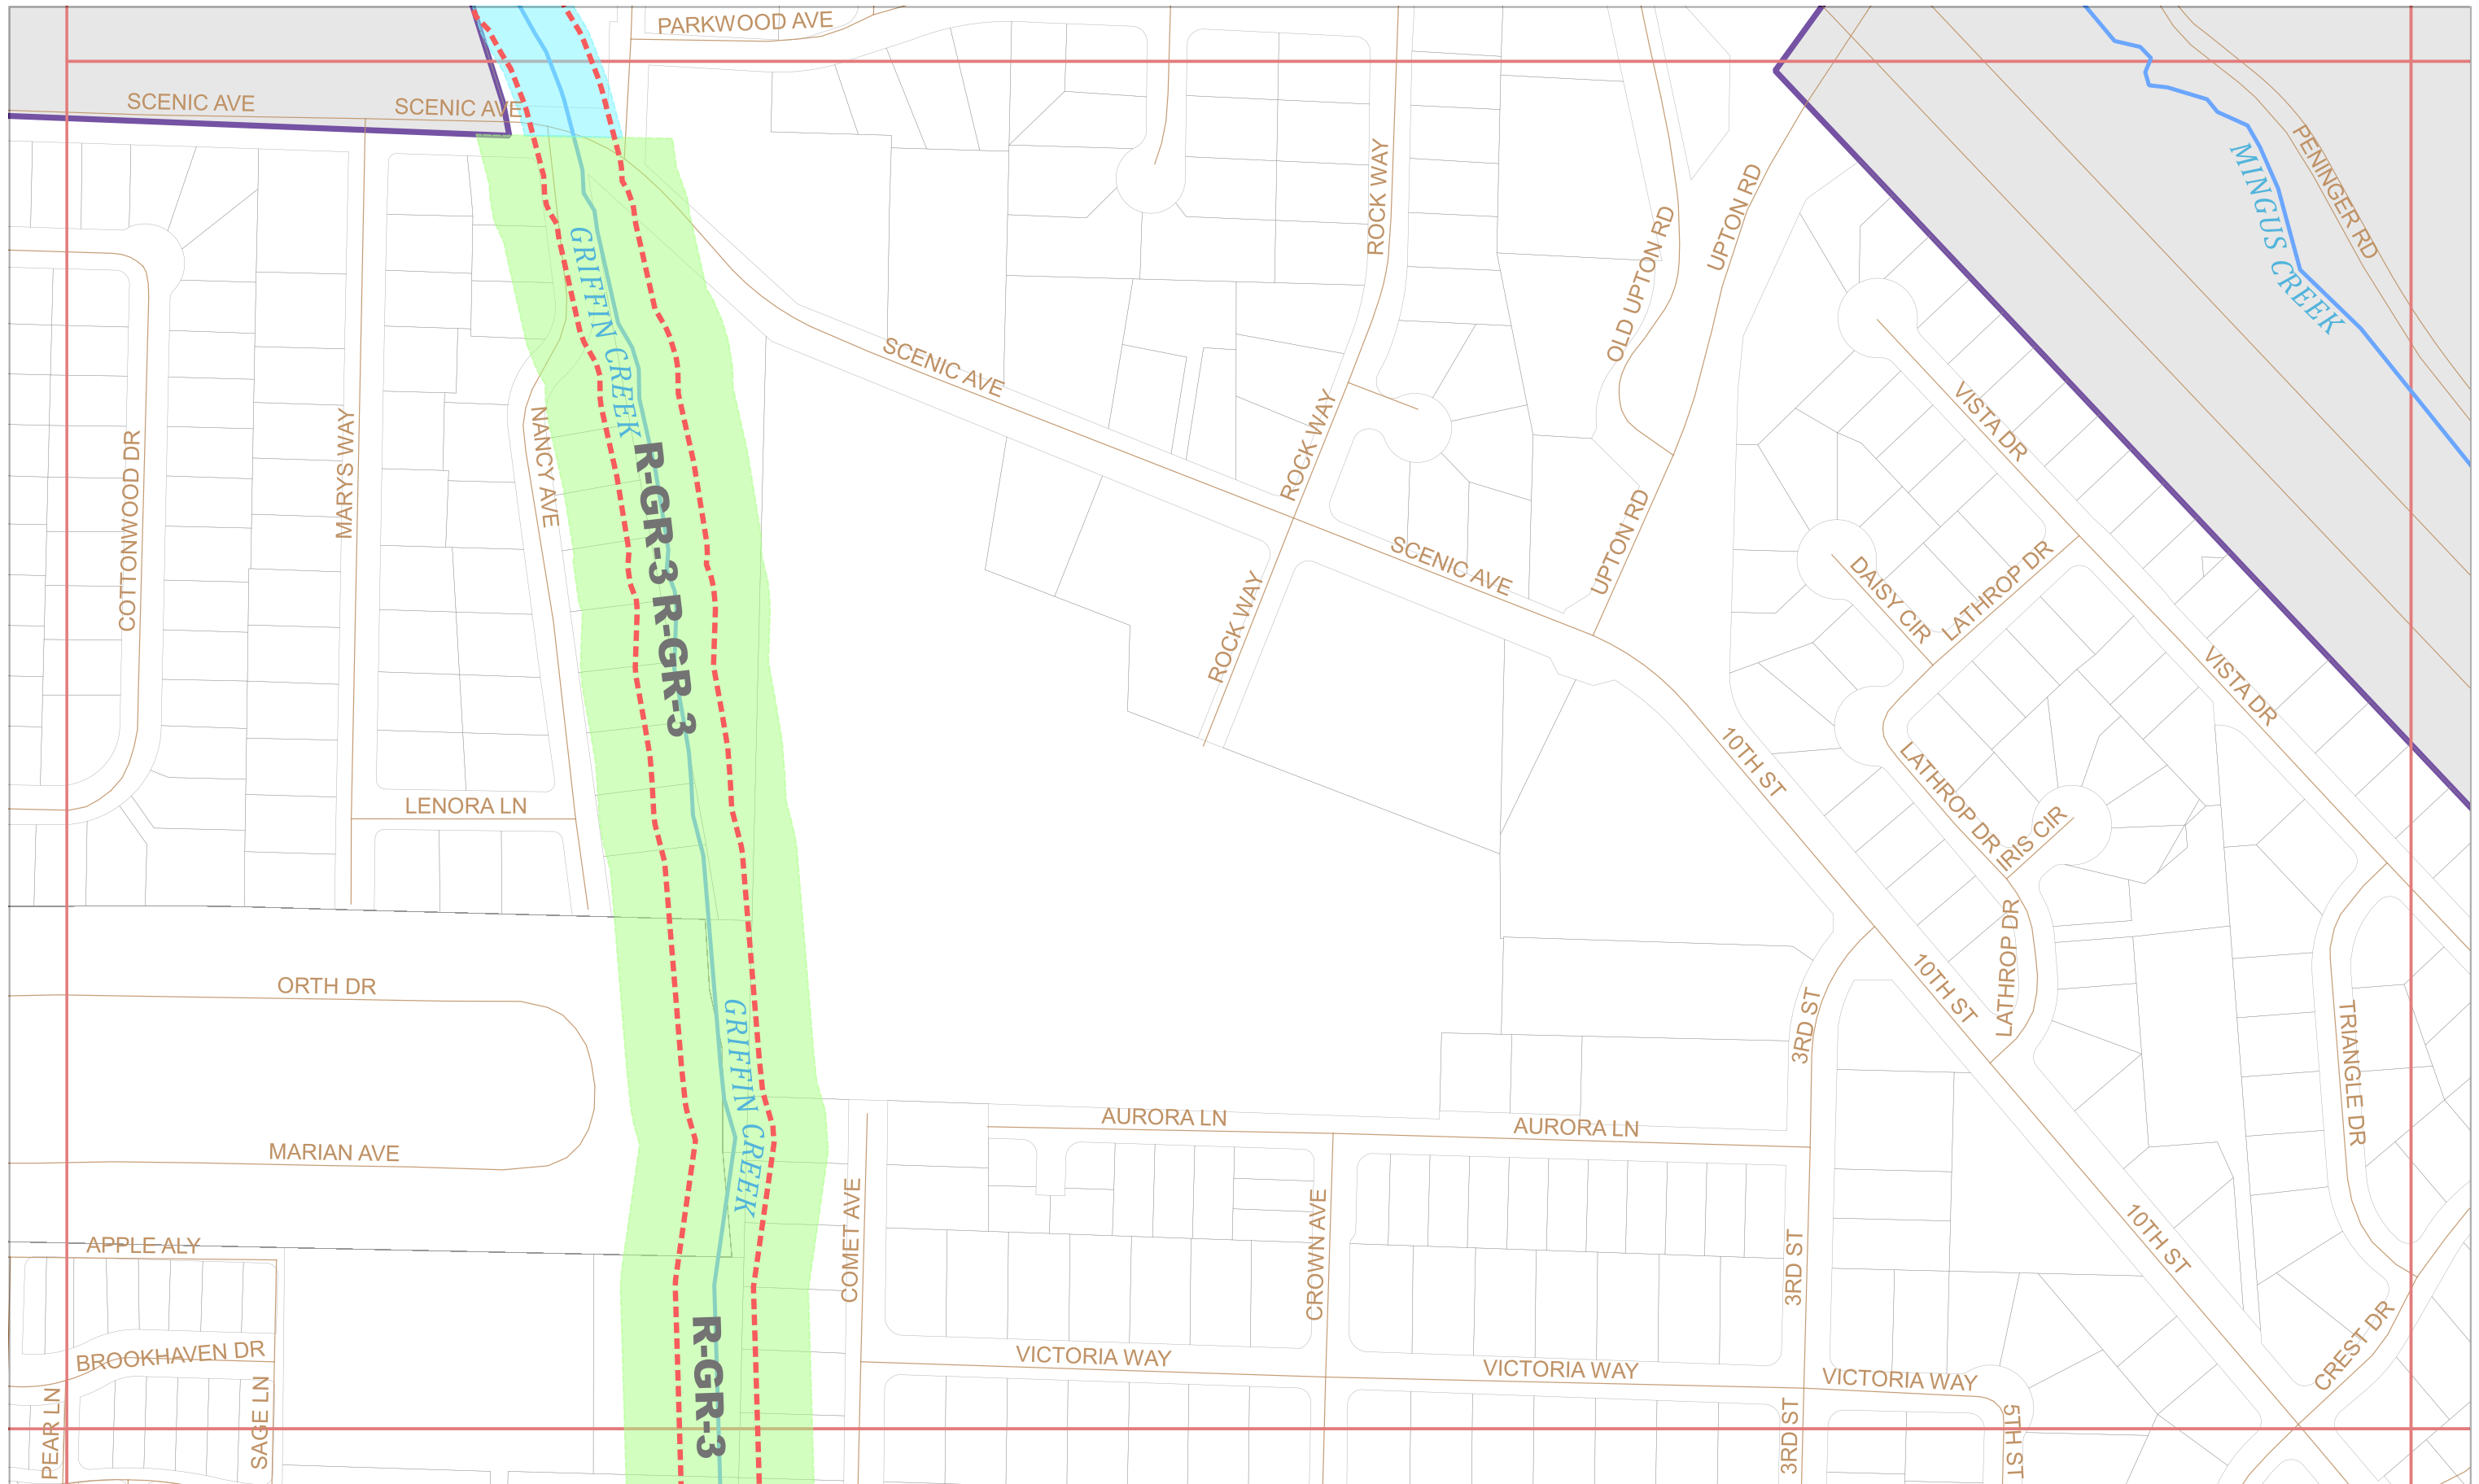 PARKWOOD AVE
SCENIC AVE
SCENIC AVE
PENINGER RD
MINGUS CREEK
ROCK WAY
UPTON RD
OLD UPTON RD
GRIFFIN CREEK
SCENIC AVE
COTTONWOOD DR
MARYS WAY
NANCY AVE
ROCK WAY
VISTA DR
R-GR-3
R-GR-3
SCENIC AVE
UPTON RD
DAISY CIR
LATHROP DR
ROCK WAY
VISTA DR
10TH ST
LENORA LN
LATHROP DR
IRIS CIR
ORTH DR
LATHROP DR
10TH ST
3RD ST
TRIANGLE DR
GRIFFIN CREEK
AURORA LN
AURORA LN
MARIAN AVE
COMET AVE
CROWN AVE
3RD ST
10TH ST
APPLE ALY
BROOKHAVEN DR
R-GR-3
VICTORIA WAY
VICTORIA WAY
VICTORIA WAY
CREST DR
PEAR LN
SAGE LN
3RD ST
5TH ST